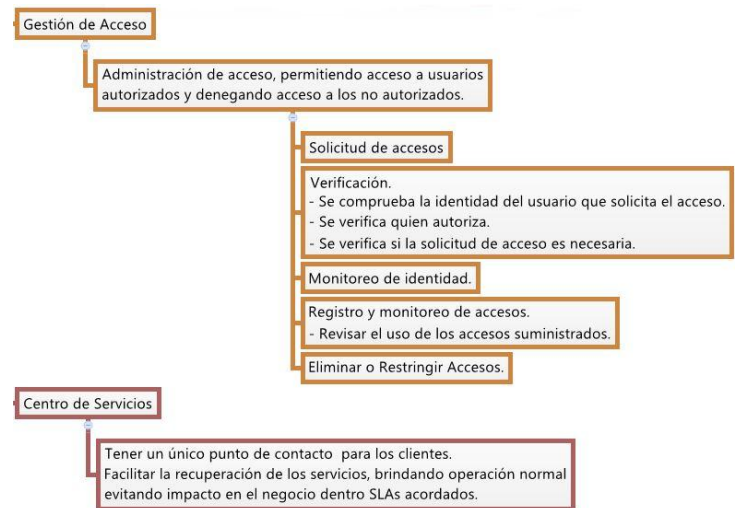 Gestión de Acceso
Administración de acceso, permitiendo acceso a usuarios
autorizados y denegando acceso a los no autorizados.
Solicitud de accesos
Verificación.
- Se comprueba la identidad del usuario que solicita el acceso.
- Se verifica quien autoriza.
- Se verifica si la solicitud de acceso es necesaria.
Monitoreo de identidad.
Registro y monitoreo de accesos.
- Revisar el uso de los accesos suministrados.
Eliminar o Restringir Accesos.
Centro de Servicios
Tener un único punto de contacto para los clientes.
Facilitar la recuperación de los servicios, brindando operación normal
evitando impacto en el negocio dentro SLAs acordados.